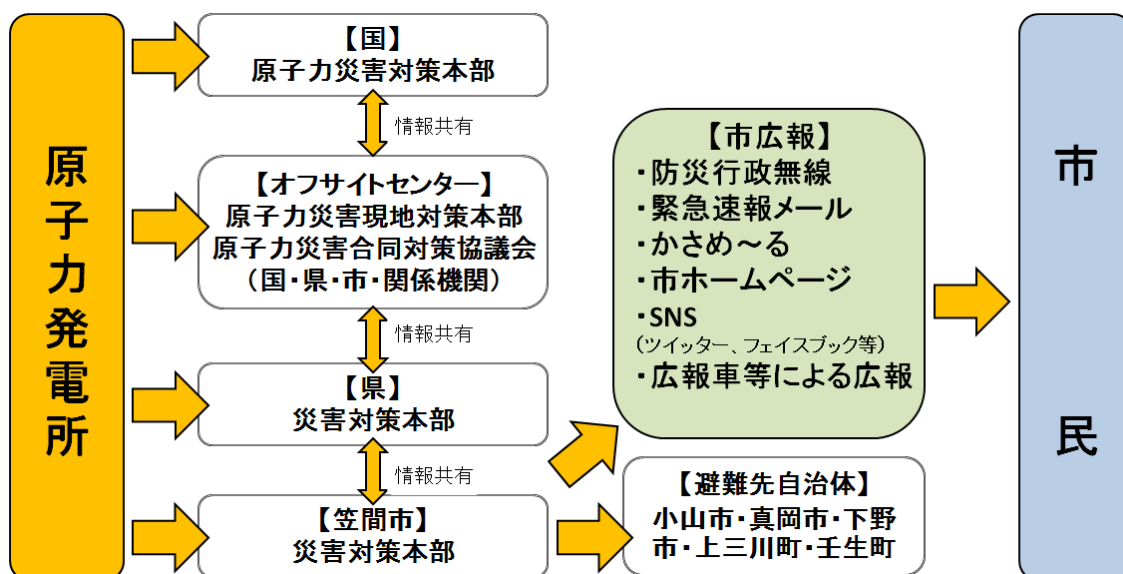 原子力発電所
【国】
原子力災害対策本部
情報共有
【オフサイトセンター】
原子力災害現地対策本部
原子力災害合同対策協議会
（国・県・市・関係機関）
情報共有
【県】
災害対策本部
情報共有
【笠間市】
災害対策本部
【市広報】
・防災行政無線
・緊急速報メール
・かさめ～る
・市ホームページ
・SNS
（ツイッター、フェイスブック等）
・広報車等による広報
【避難先自治体】
小山市・真岡市・下野
市・上三川町・壬生町
市民